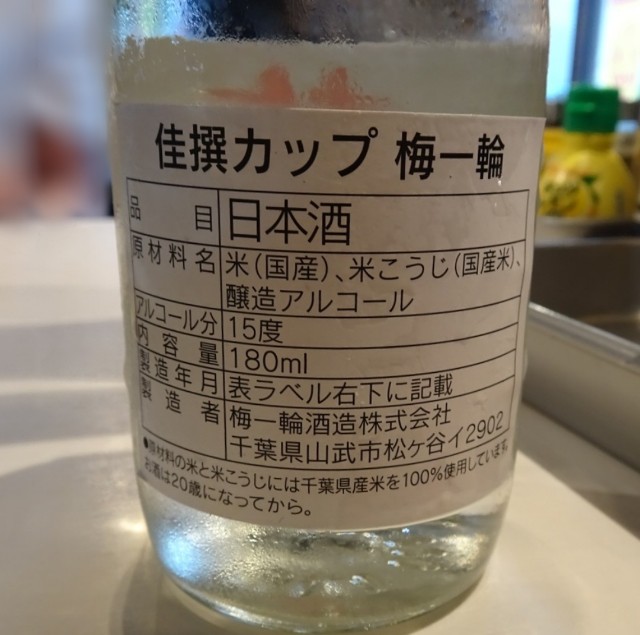 佳撰カップ 梅一輪
品目 日本酒
原材料名 米(国産)、米こうじ(国産米)、
醸造アルコール
アルコール分 15度
内容量 180ml
製造年月 表ラベル右下に記載
製造者 梅一輪酒造株式会社
千葉県山武市松ヶ谷イ2902
●原材料の米と米こうじには千葉県産米を100%使用しています。
お酒は20歳になってから。